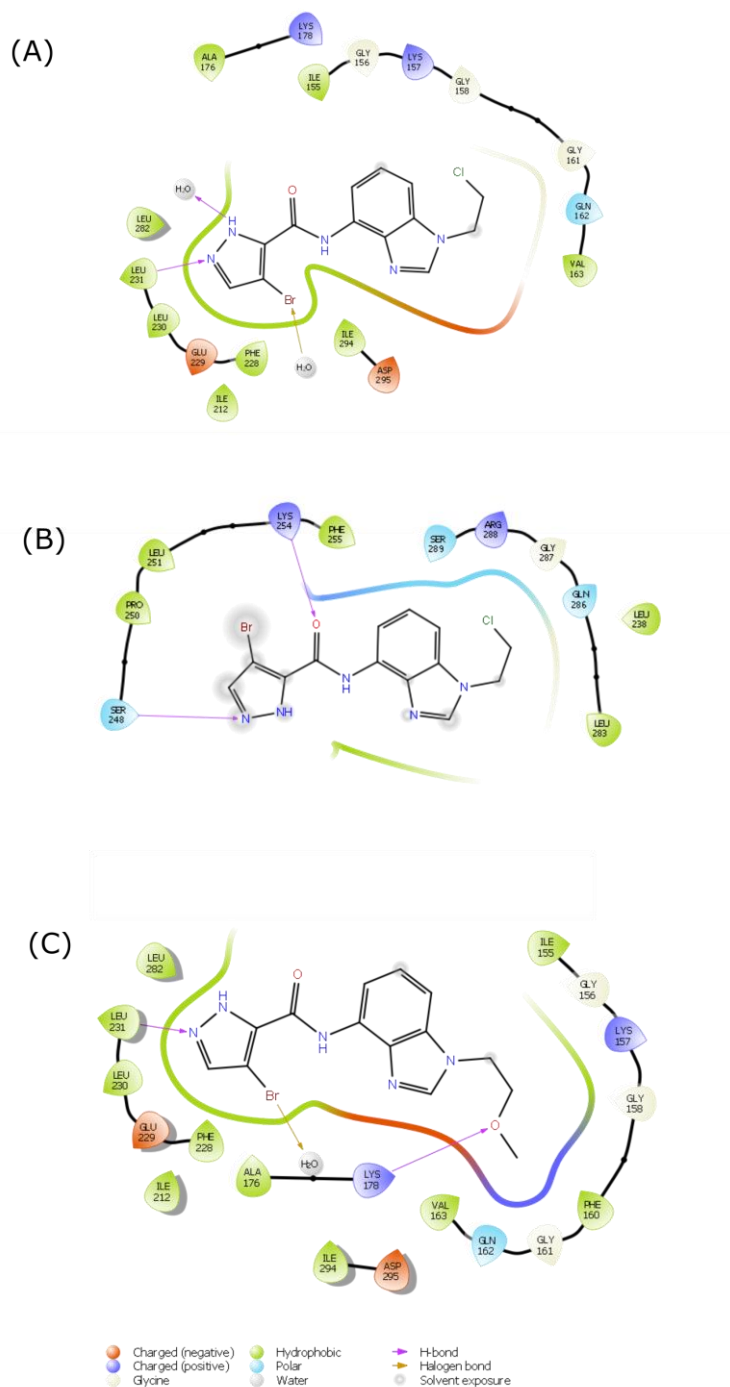 (A)
LYS
178
ALA
176
ILE
155
GLY
156
LYS
157
GLY
158
GLY
161
GLN
162
VAL
163
H₂O
LEU
282
LEU
231
LEU
230
GLU
229
PHE
228
ILE
212
NH
N
O
N
H
Br
N
N
Cl
H₂O
ILE
294
ASP
295
(B)
LYS
254
PHE
255
LEU
251
PRO
250
SER
248
SER
289
ARG
288
GLY
287
GLN
286
LEU
238
LEU
283
Br
O
N
NH
N
H
N
N
Cl
(C)
LEU
282
LEU
231
LEU
230
GLU
229
PHE
228
ILE
212
H
N
N
O
N
H
Br
N
N
O
H₂O
ALA
176
LYS
178
ILE
155
GLY
156
LYS
157
GLY
158
PHE
160
GLY
161
GLN
162
VAL
163
ILE
294
ASP
295
Charged (negative) Hydrophobic H-bond
Charged (positive) Polar Halogen bond
Glycine Water Solvent exposure